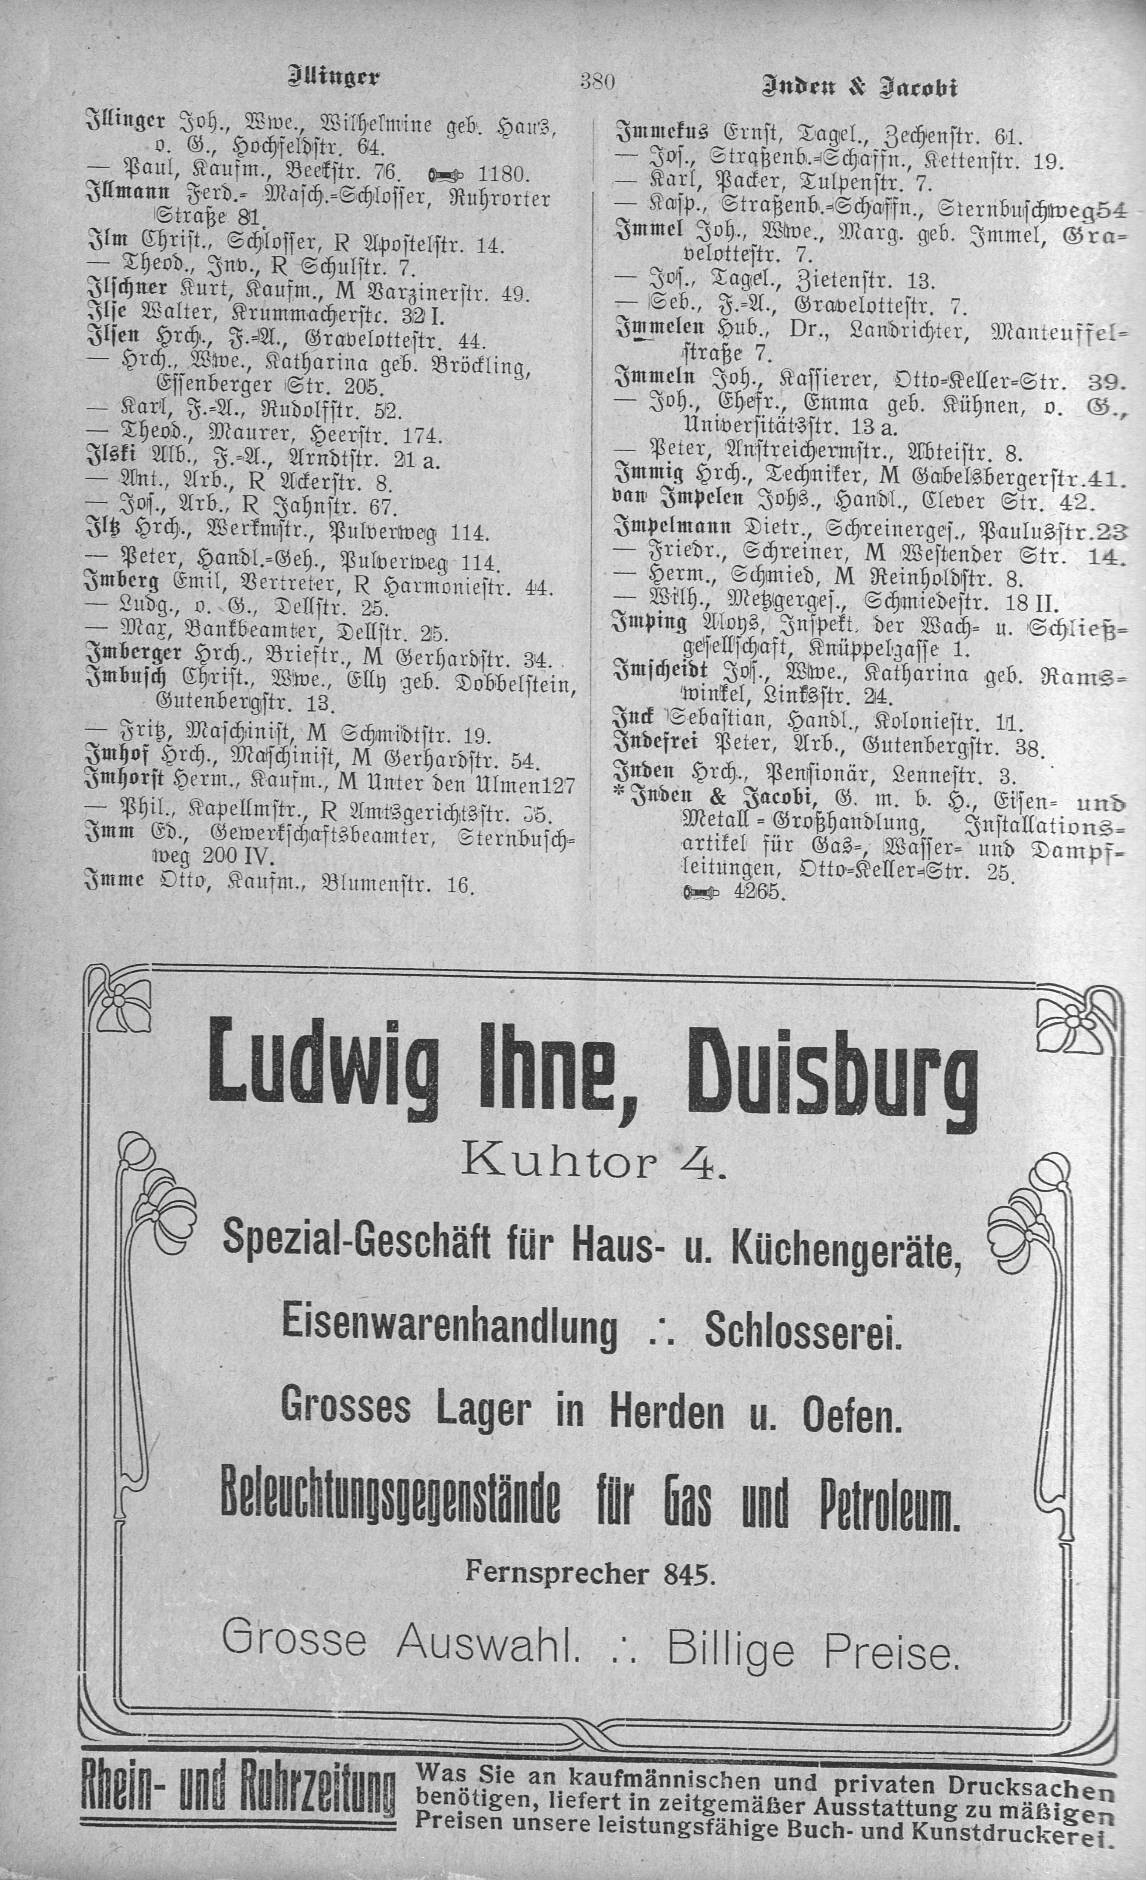 Illinger
380
Inden & Jacobi
Illinger Joh., Wwe., Wilhelmine geb. Haus,
o. G., Hochfeldstr. 64.
— Paul, Kaufm., Beekstr. 76. 1180.
Illmann Ferd.- Masch.-Schlosser, Ruhrorter
Straße 81.
Ilm Christ., Schlosser, R Apostelstr. 14.
— Theod., Inv., R Schulstr. 7.
Ilschner Kurt, Kaufm., M Varzinerstr. 49.
Ilse Walter, Krummacherstr. 32 I.
Ilsen Hrch., F.-A., Gravelottestr. 44.
— Hrch., Wwe., Katharina geb. Bröckling,
Essenberger Str. 205.
— Karl, F.-A., Rudolfstr. 52.
— Theod., Maurer, Heerstr. 174.
Ilski Alb., F.-A., Arndtstr. 21 a.
— Ant., Arb., R Ackerstr. 8.
— Jos., Arb., R Jahnstr. 67.
Iltz Hrch., Werkmstr., Pulverweg 114.
— Peter, Handl.-Geh., Pulverweg 114.
Imberg Emil, Vertreter, R Harmoniestr. 44.
— Ludg., o. G., Dellstr. 25.
— Max, Bankbeamter, Dellstr. 25.
Imberger Hrch., Brieftr., M Gerhardstr. 34.
Imbusch Christ., Wwe., Elly geb. Dobbelstein,
Gutenbergstr. 13.
— Fritz, Maschinist, M Schmidtstr. 19.
Imhof Hrch., Maschinist, M Gerhardstr. 54.
Imhorst Herm., Kaufm., M Unter den Ulmen127
— Phil., Kapellmstr., R Amtsgerichtsstr.
Imm Ed., Gewerkschaftsbeamter, Sternbusch-
weg 200 IV.
Imme Otto, Kaufm., Blumenstr. 16.
Immekus Ernst, Tagel., Zechenstr. 61.
— Jos., Straßenb.-Schaffn., Kettenstr. 19.
— Karl, Packer, Tulpenstr. 7.
— Kasp., Straßenb.-Schaffn., Sternbuschweg54
Immel Joh., Wwe., Marg. geb. Immel, Gra-
velottestr. 7.
— Jos., Tagel., Zietenstr. 13.
— Seb., F.-A., Gravelottestr. 7.
Immelen Hub., Dr., Landrichter, Manteuffel-
straße 7.
Immeln Joh., Kassierer, Otto-Keller-Str. 39.
— Joh., Ehefr., Emma geb. Kühnen, o. G.,
Universitätsstr. 13 a.
— Peter, Anstreichermstr., Abteistr. 8.
Immig Hrch., Techniker, M Gabelsbergerstr.41.
van Impelen Johs., Handl., Clever Str. 42.
Impelmann Dietr., Schreinerges., Paulusstr.23
— Friedr., Schreiner, M Westender Str. 14.
— Herm., Schmied, M Reinholdstr. 8.
— Wilh., Metzgerges., Schmiedestr. 18 II.
Imping Aloys, Inspekt. der Wach- u. Schließ-
gesellschaft, Knüppelgasse 1.
Imscheidt Jos., Wwe., Katharina geb. Rams-
winkel, Linksstr. 24.
Inck Sebastian, Handl., Koloniestr. 11.
Indefrei Peter, Arb., Gutenbergstr. 38.
Inden Hrch., Pensionär, Lennestr. 3.
* Inden & Jacobi, G. m. b. H., Eisen- und
Metall-Großhandlung, Installations-
artikel für Gas-, Wasser- und Dampf-
leitungen, Otto-Keller-Str. 25.
4265.
Ludwig Ihne, Duisburg
Kuhtor 4.
Spezial-Geschäft für Haus- u. Küchengeräte,
Eisenwarenhandlung ∴ Schlosserei.
Grosses Lager in Herden u. Oefen.
Beleuchtungsgegenstände für Gas und Petroleum.
Fernsprecher 845.
Grosse Auswahl. ∴ Billige Preise.
Rhein- und Ruhrzeitung
Was Sie an kaufmännischen und privaten Drucksachen
benötigen, liefert in zeitgemäßer Ausstattung zu mäßigen
Preisen unsere leistungsfähige Buch- und Kunstdruckerei.